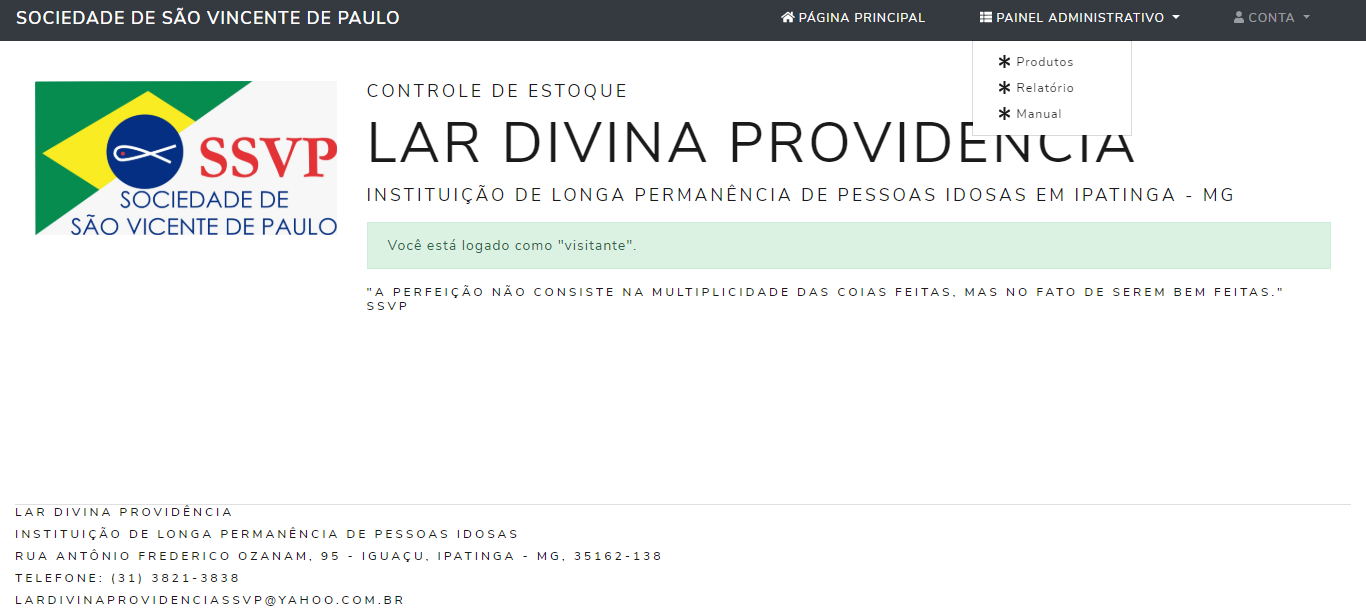 SOCIEDADE DE SÃO VINCENTE DE PAULO
PÁGINA PRINCIPAL
PAINEL ADMINISTRATIVO
CONTA
Produtos
Relatório
Manual
SSVP
SOCIEDADE DE
SÃO VICENTE DE PAULO
CONTROLE DE ESTOQUE
LAR DIVINA PROVIDÊNCIA
INSTITUIÇÃO DE LONGA PERMANÊNCIA DE PESSOAS IDOSAS EM IPATINGA - MG
Você está logado como "visitante".
"A PERFEIÇÃO NÃO CONSISTE NA MULTIPLICIDADE DAS COIAS FEITAS, MAS NO FATO DE SEREM BEM FEITAS."
SSVP
LAR DIVINA PROVIDÊNCIA
INSTITUIÇÃO DE LONGA PERMANÊNCIA DE PESSOAS IDOSAS
RUA ANTÔNIO FREDERICO OZANAM, 95 - IGUAÇU, IPATINGA - MG, 35162-138
TELEFONE: (31) 3821-3838
LARDIVINAPROVIDENCIASSVP@YAHOO.COM.BR